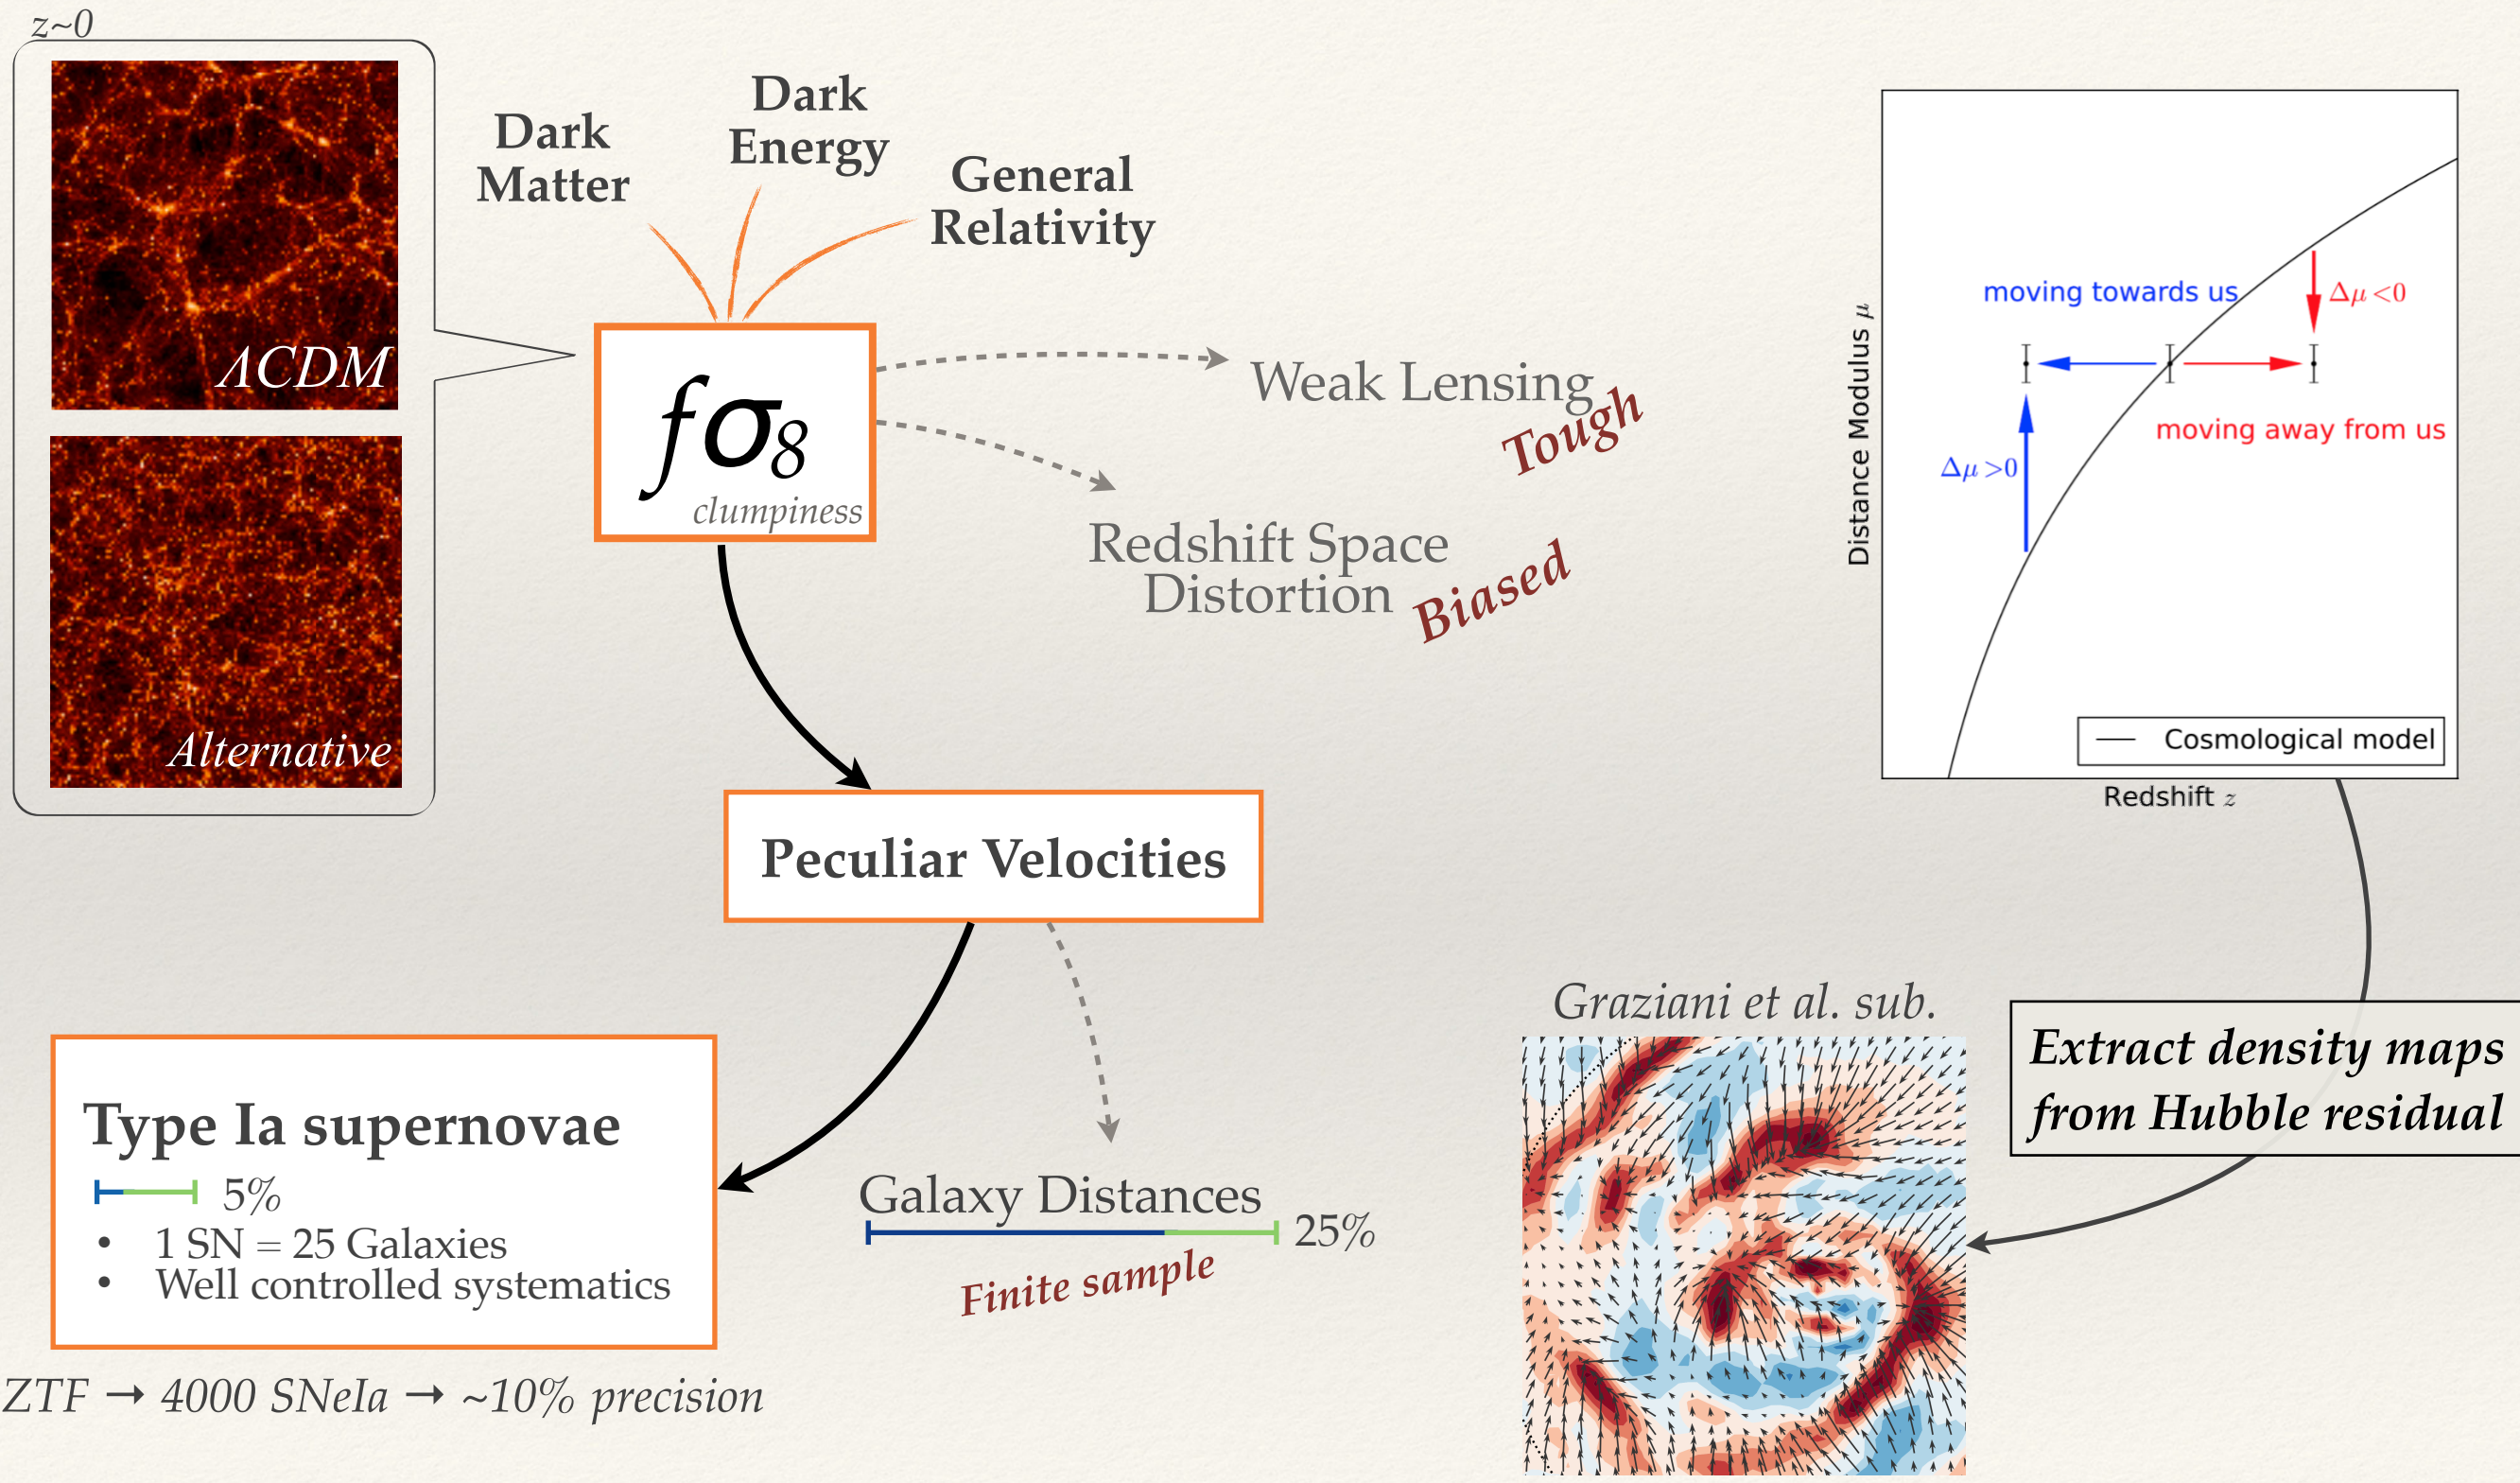 z~0
ΛCDM
Alternative
Dark
Matter
Dark
Energy
General
Relativity
fσ8
clumpiness
Weak Lensing
Tough
Redshift Space
Distortion
Biased
Peculiar Velocities
Type Ia supernovae
5%
• 1 SN = 25 Galaxies
• Well controlled systematics
ZTF → 4000 SNeIa → ~10% precision
Galaxy Distances
25%
Finite sample
Distance Modulus μ
moving towards us
Δμ<0
moving away from us
Δμ>0
Cosmological model
Redshift z
Extract density maps
from Hubble residual
Graziani et al. sub.